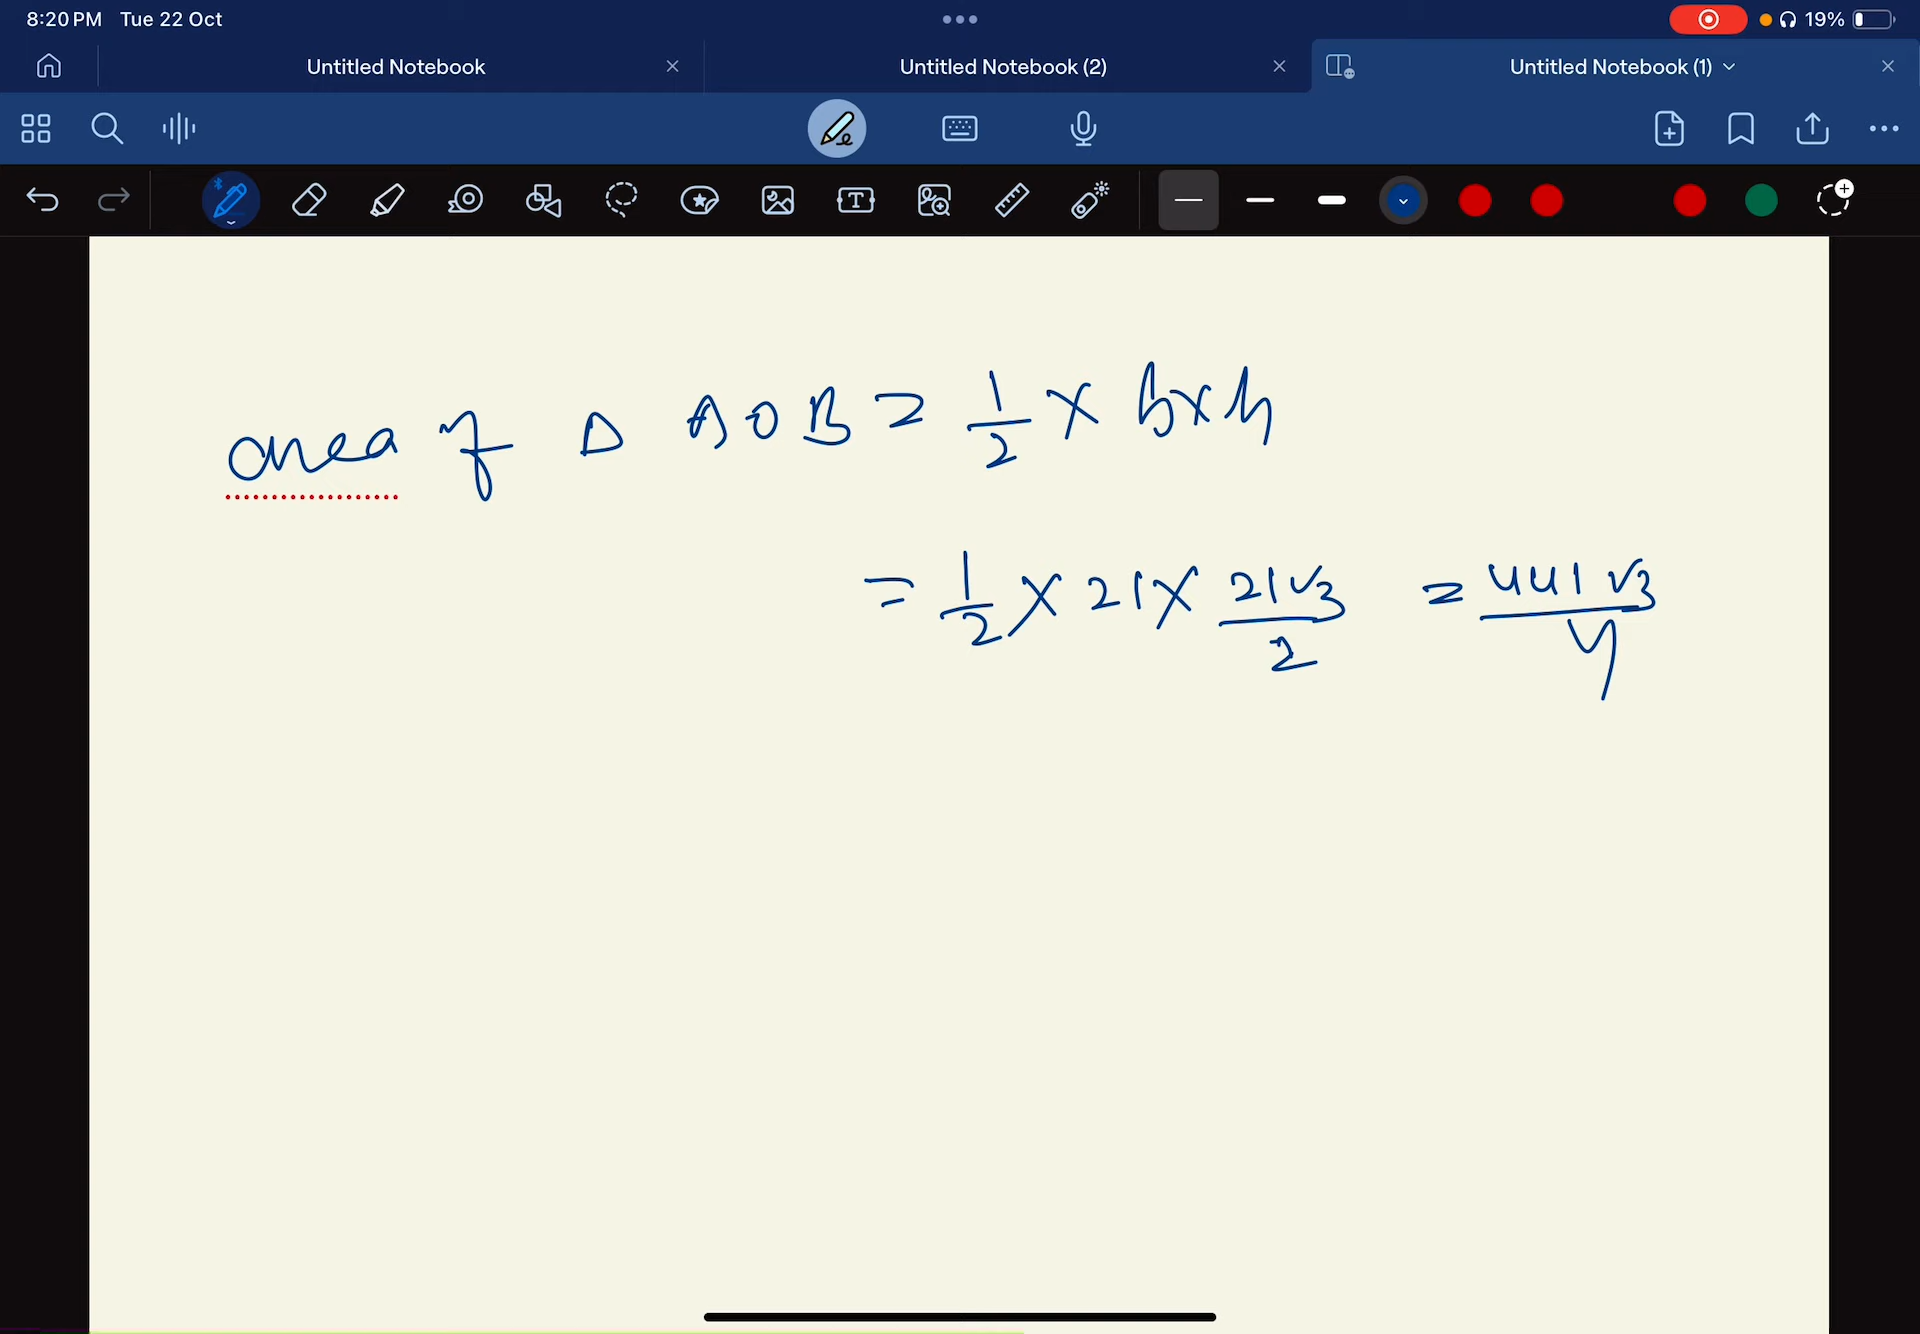 8:20 PM Tue 22 Oct 19%
Untitled Notebook Untitled Notebook (2) Untitled Notebook (1)
area of Δ AOB = 1/2 × b×h
= 1/2 × 21 × 21√3/2 = 441√3/4